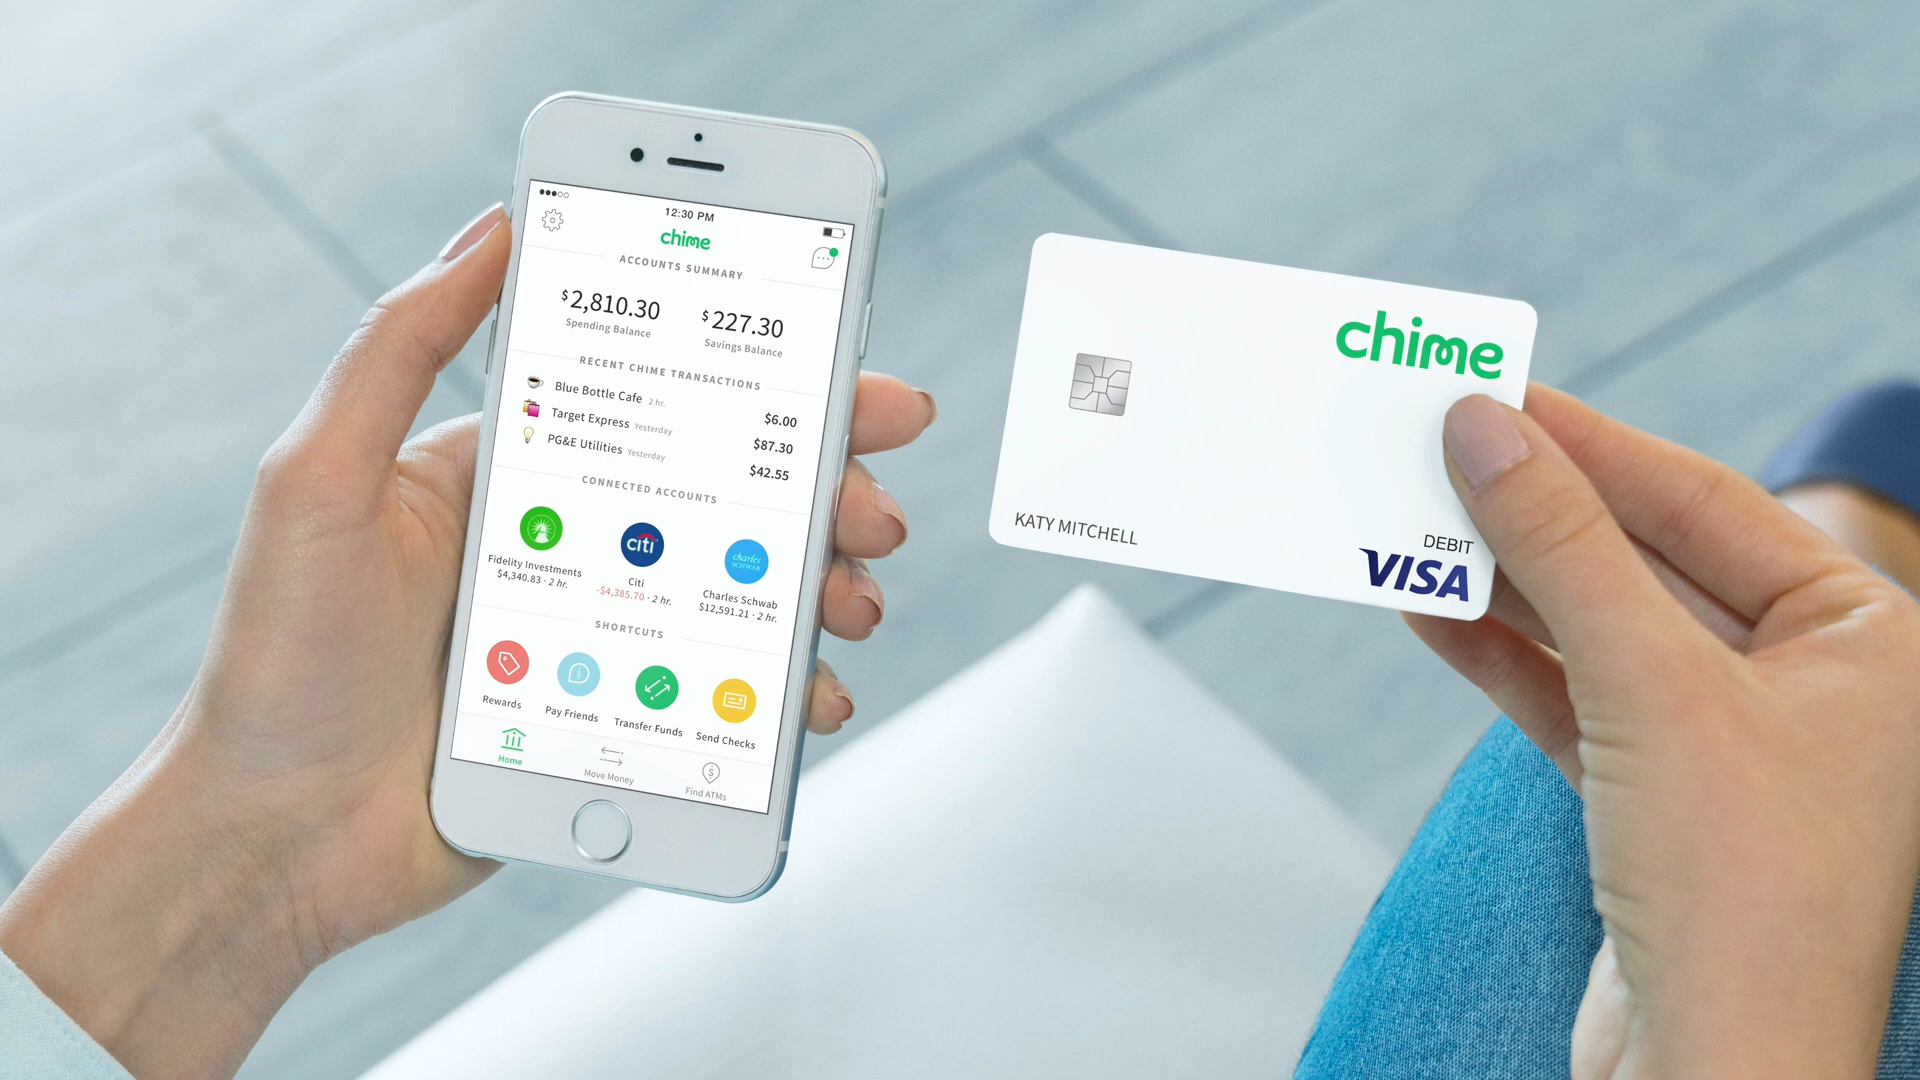 12:30 PM
chime
ACCOUNTS SUMMARY
$2,810.30
Spending Balance
$227.30
Savings Balance
RECENT CHIME TRANSACTIONS
Blue Bottle Cafe 2 hr. $6.00
Target Express Yesterday $87.30
PG&E Utilities Yesterday $42.55
CONNECTED ACCOUNTS
citi
charles
SCHWAB
Fidelity Investments
$4,340.83 · 2 hr.
Citi
-$4,385.70 · 2 hr.
Charles Schwab
$12,591.21 · 2 hr.
SHORTCUTS
Rewards
Pay Friends
Transfer Funds
Send Checks
Home
Move Money
Find ATMs
chime
KATY MITCHELL
DEBIT
VISA